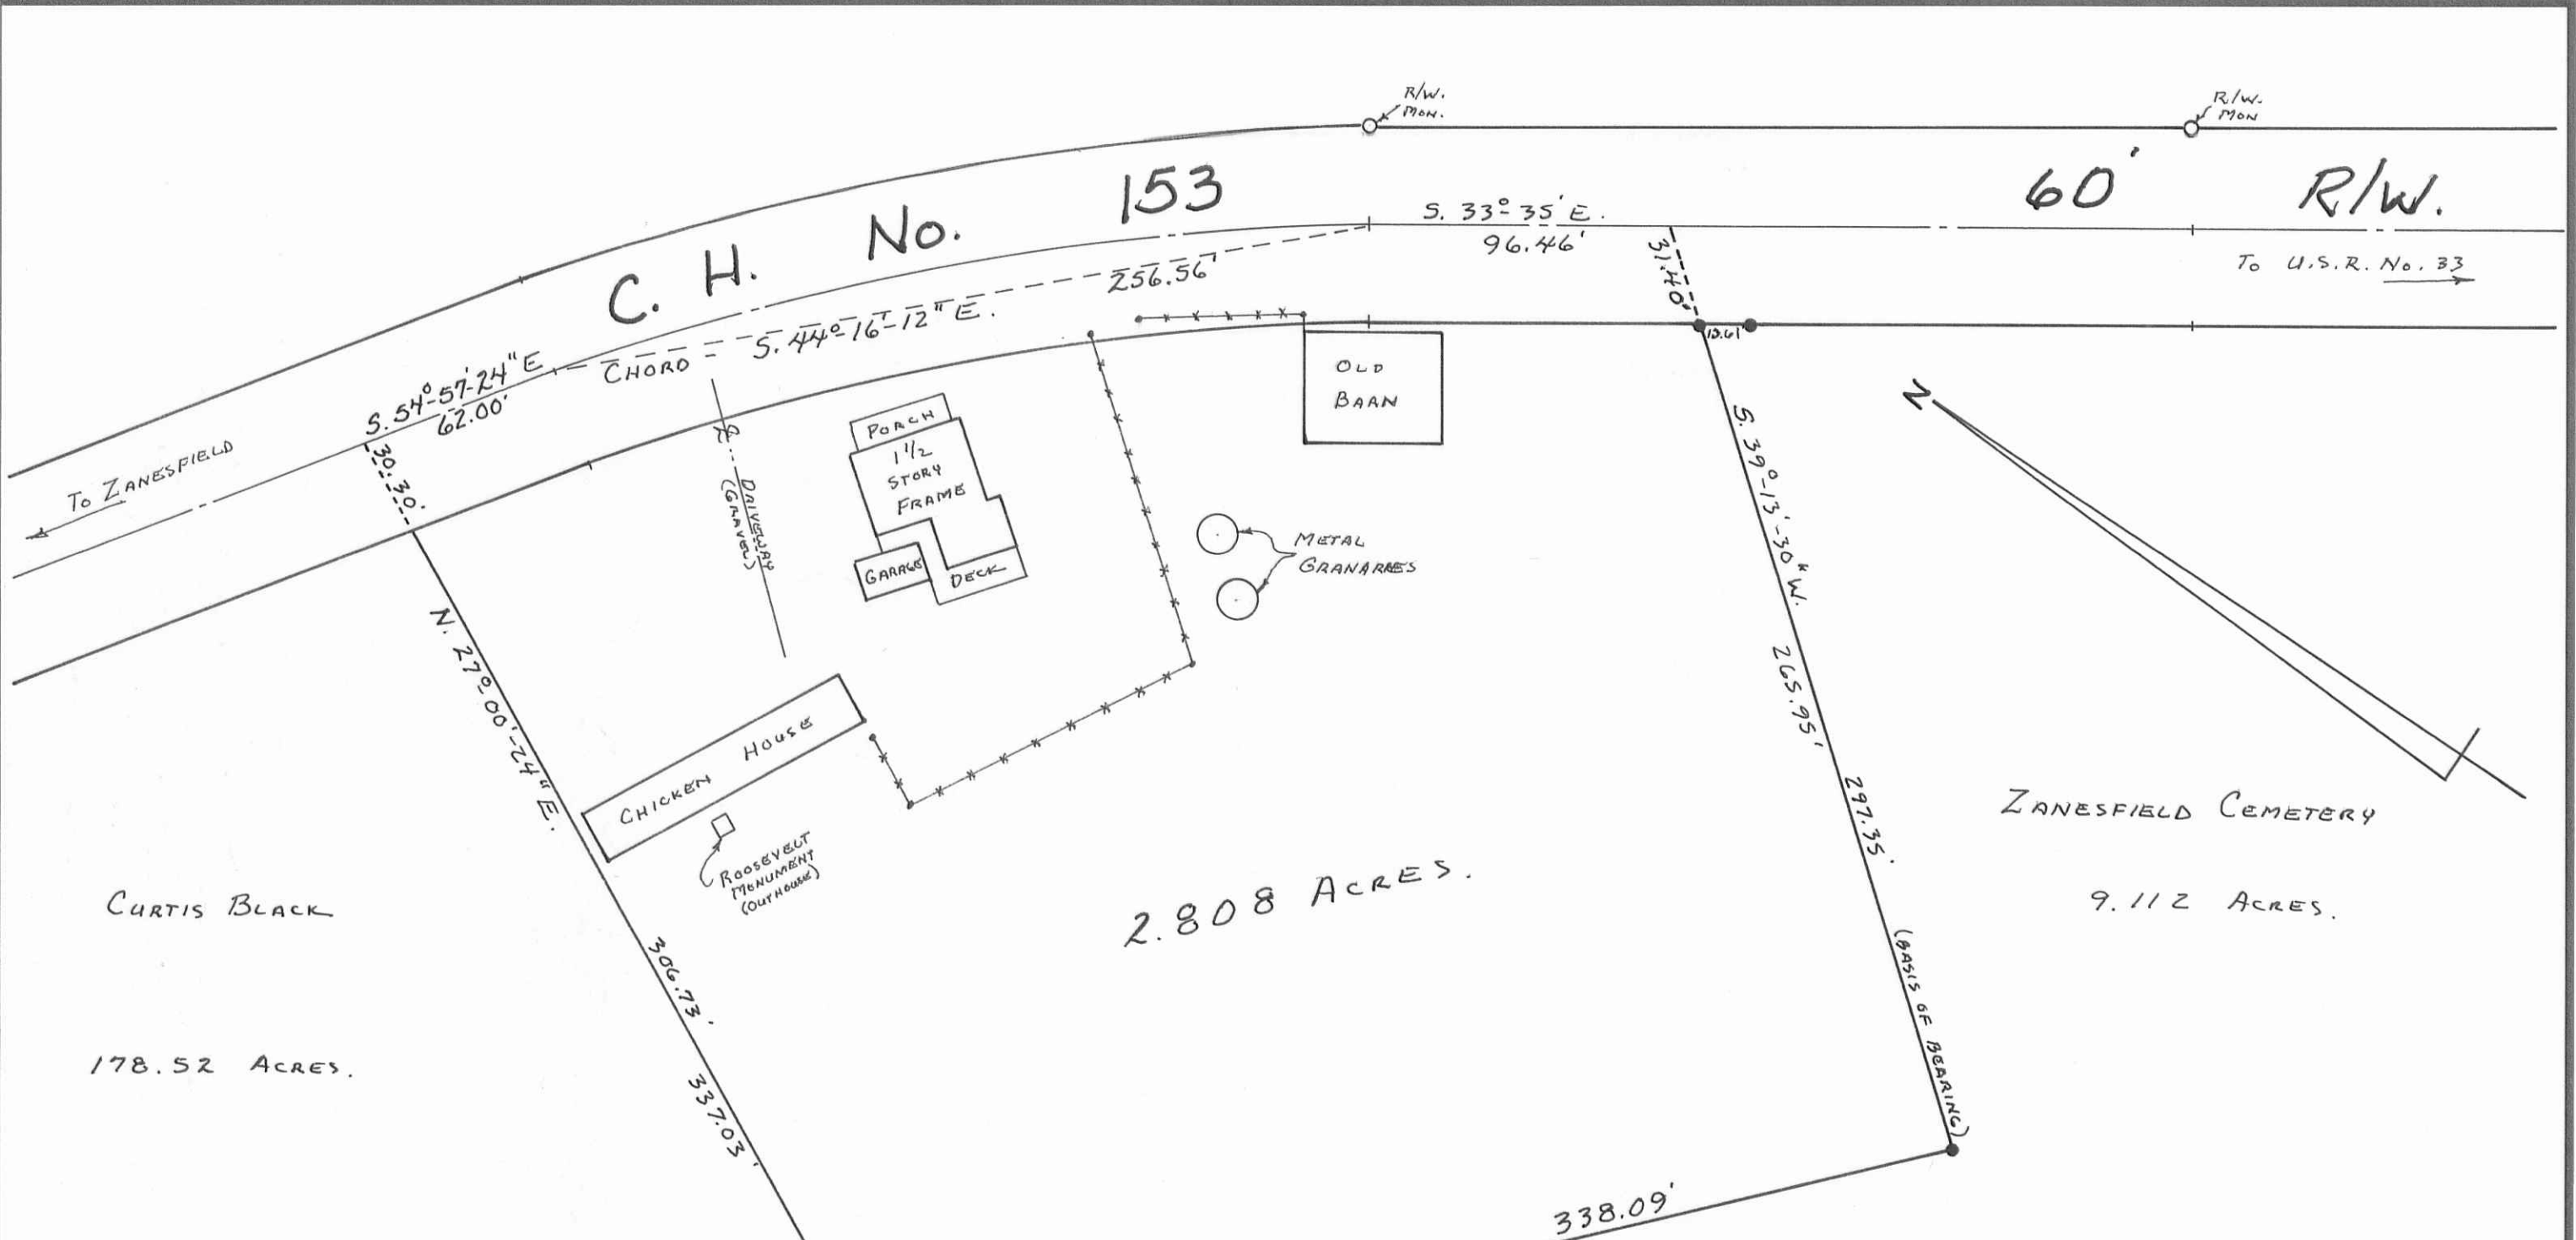 R/W.
MON.
R/W.
MON
C. H. No. 153
60' R/W.
S. 33°-35' E.
96.46'
31.40'
To U.S.R. No. 33
256.56'
CHORD - S. 44°-16'-12" E.
S. 54°-57'-24" E
62.00'
30.30'
To ZANESFIELD
13.61'
OLD
BARN
PORCH
1 1/2
STORY
FRAME
GARAGE
DECK
DRIVEWAY
(GRAVEL)
METAL
GRANARIES
N
S. 39°-13'-30" W.
265.95'
297.35'
(BASIS OF BEARING)
N. 27°-00'-24" E.
306.73'
337.03'
CHICKEN HOUSE
ROOSEVELT
MONUMENT
(OUTHOUSE)
2.808 ACRES.
ZANESFIELD CEMETERY
9.112 ACRES.
CURTIS BLACK
178.52 ACRES.
338.09'